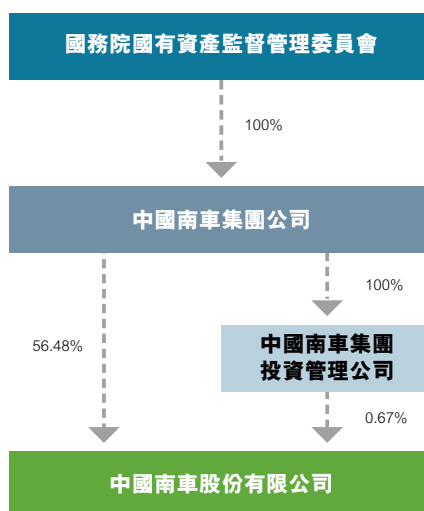 國務院國有資產監督管理委員會
100%
中國南車集團公司
100%
56.48%
中國南車集團
投資管理公司
0.67%
中國南車股份有限公司